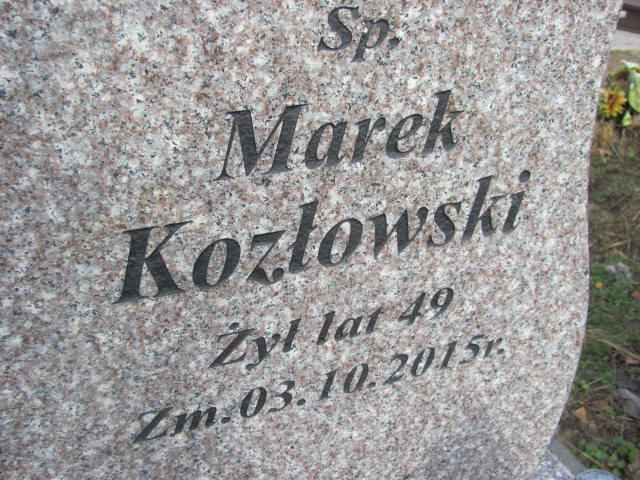 Sp.
Marek
Kozłowski
Żył lat 49
Zm. 03.10.2015r.